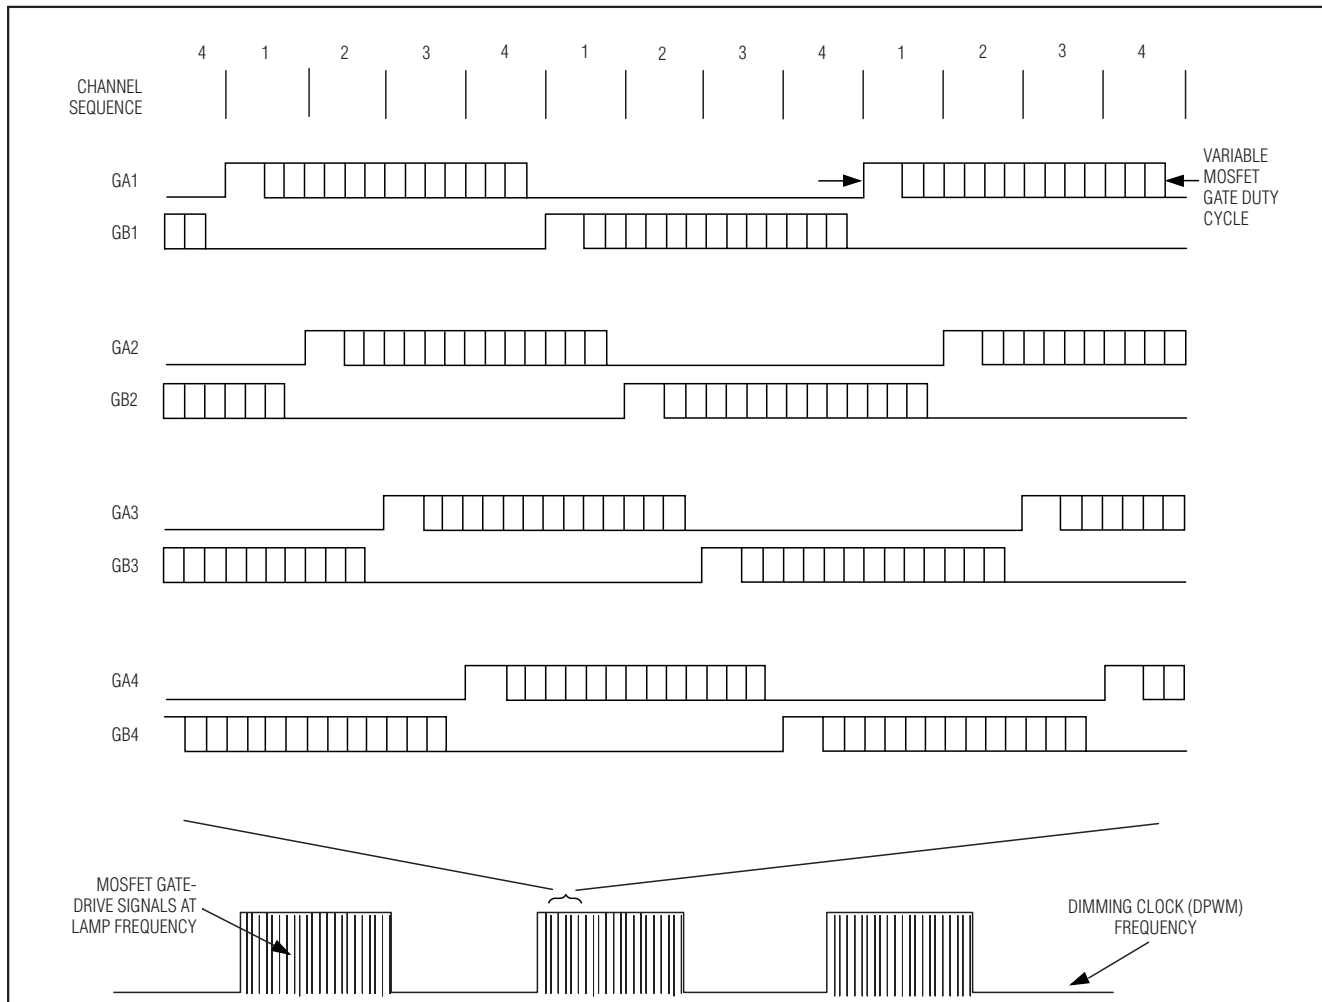 4 1 2 3 4 1 2 3 4 1 2 3 4
CHANNEL
SEQUENCE
GA1
VARIABLE
MOSFET
GATE DUTY
CYCLE
GB1
GA2
GB2
GA3
GB3
GA4
GB4
MOSFET GATE-
DRIVE SIGNALS AT
LAMP FREQUENCY
DIMMING CLOCK (DPWM)
FREQUENCY